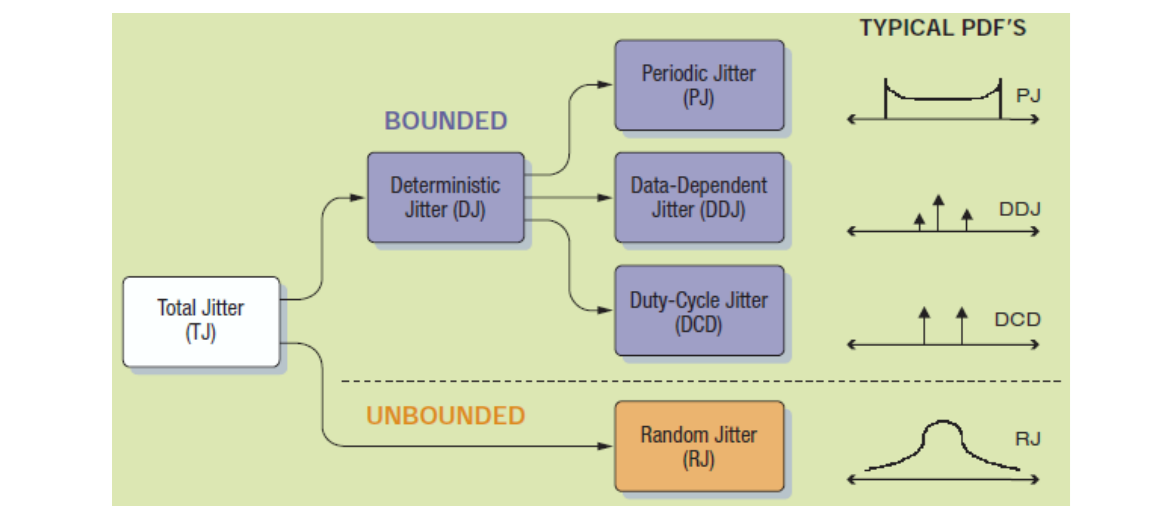 TYPICAL PDF'S
Periodic Jitter
(PJ)
PJ
BOUNDED
Deterministic
Jitter (DJ)
Data-Dependent
Jitter (DDJ)
DDJ
Total Jitter
(TJ)
Duty-Cycle Jitter
(DCD)
DCD
UNBOUNDED
Random Jitter
(RJ)
RJ